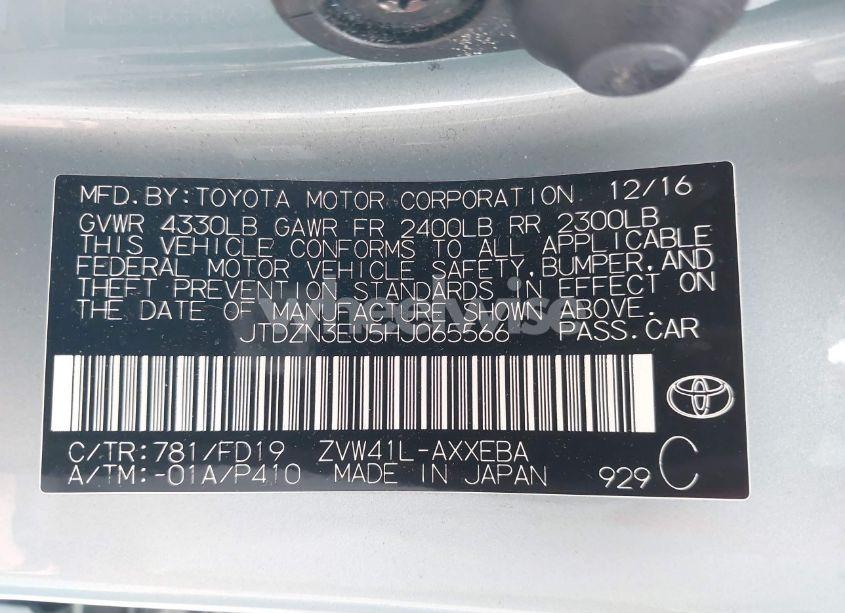 MFD. BY: TOYOTA MOTOR CORPORATION 12/16
GVWR 4330LB GAWR FR 2400LB RR 2300LB
THIS VEHICLE CONFORMS TO ALL APPLICABLE
FEDERAL MOTOR VEHICLE SAFETY, BUMPER, AND
THEFT PREVENTION STANDARDS IN EFFECT ON
THE DATE OF MANUFACTURE SHOWN ABOVE.
JTDZN3EU5HJ065566 PASS. CAR
C/TR: 781/FD19 ZVW41L-AXXEBA
A/TM: -01A/P410 MADE IN JAPAN 929 C